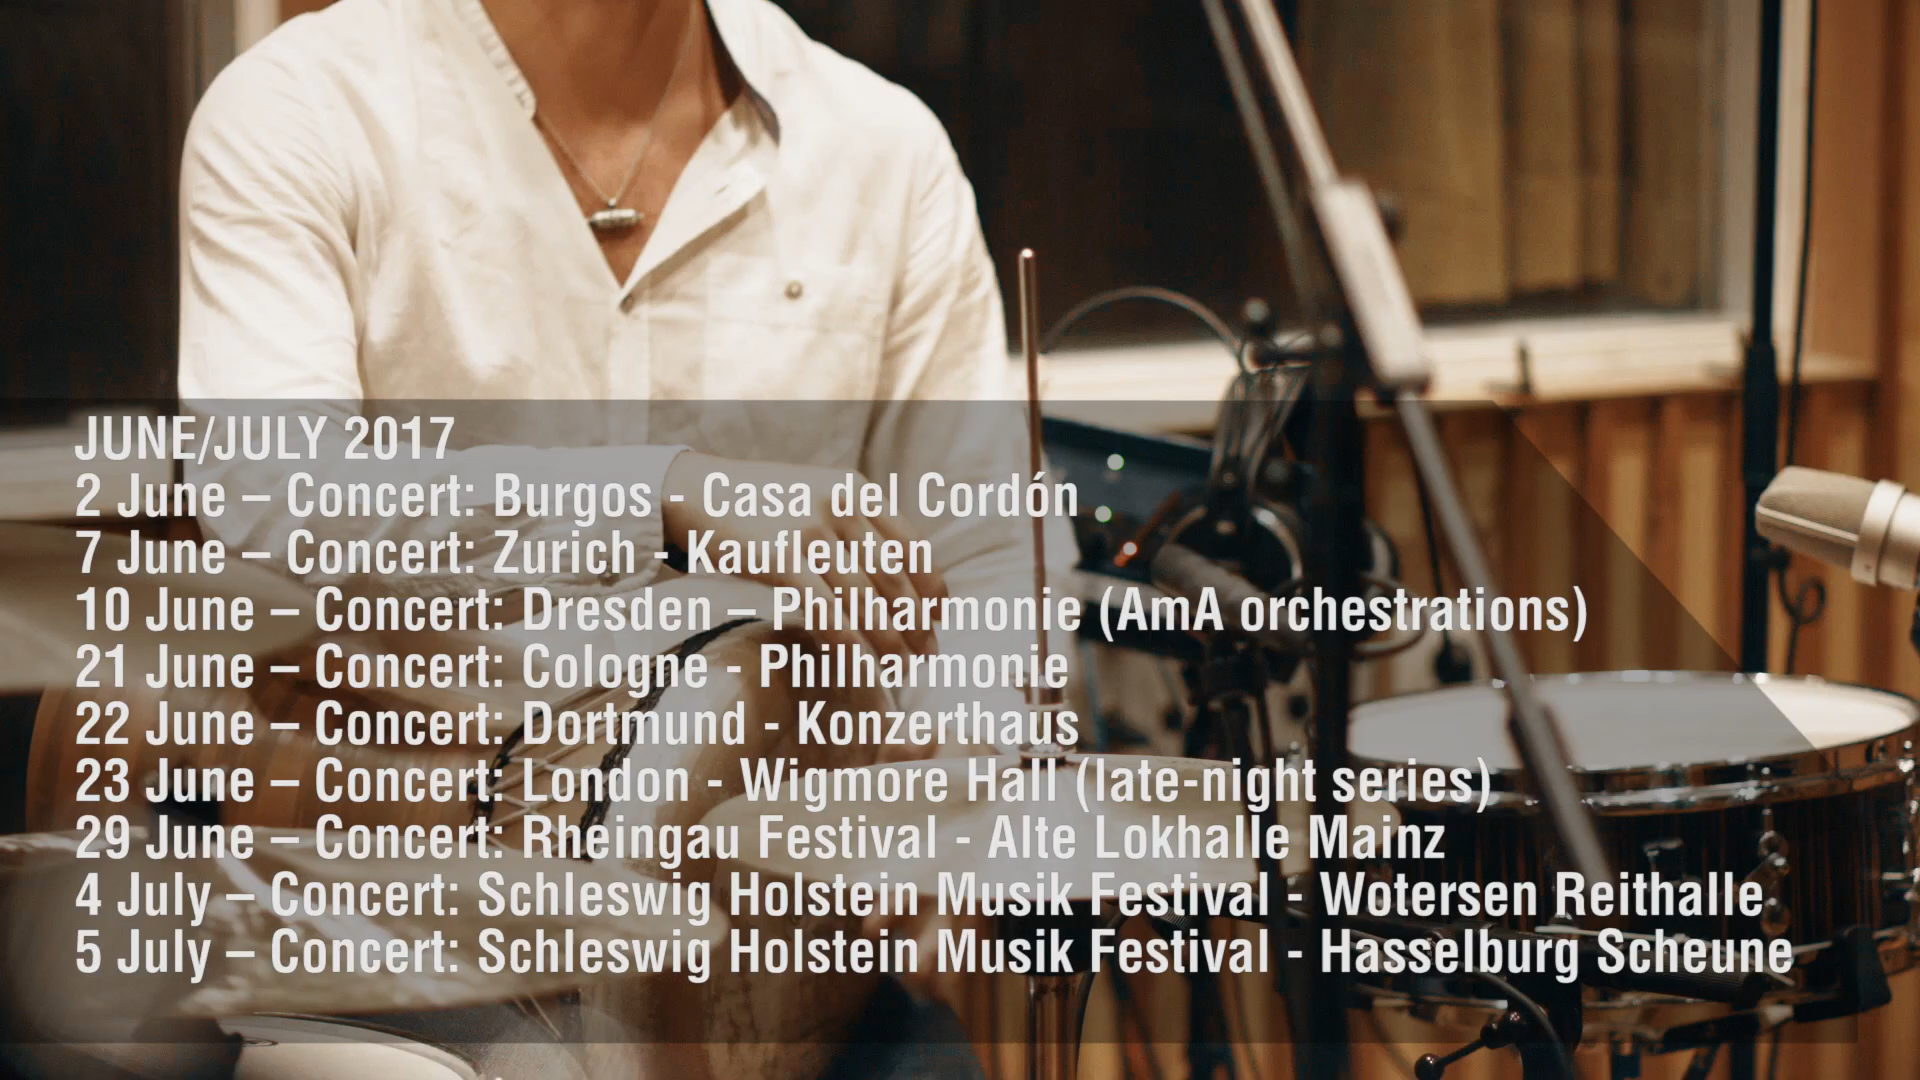 JUNE/JULY 2017
2 June – Concert: Burgos - Casa del Cordón
7 June – Concert: Zurich - Kaufleuten
10 June – Concert: Dresden – Philharmonie (AmA orchestrations)
21 June – Concert: Cologne - Philharmonie
22 June – Concert: Dortmund - Konzerthaus
23 June – Concert: London - Wigmore Hall (late-night series)
29 June – Concert: Rheingau Festival - Alte Lokhalle Mainz
4 July – Concert: Schleswig Holstein Musik Festival - Wotersen Reithalle
5 July – Concert: Schleswig Holstein Musik Festival - Hasselburg Scheune